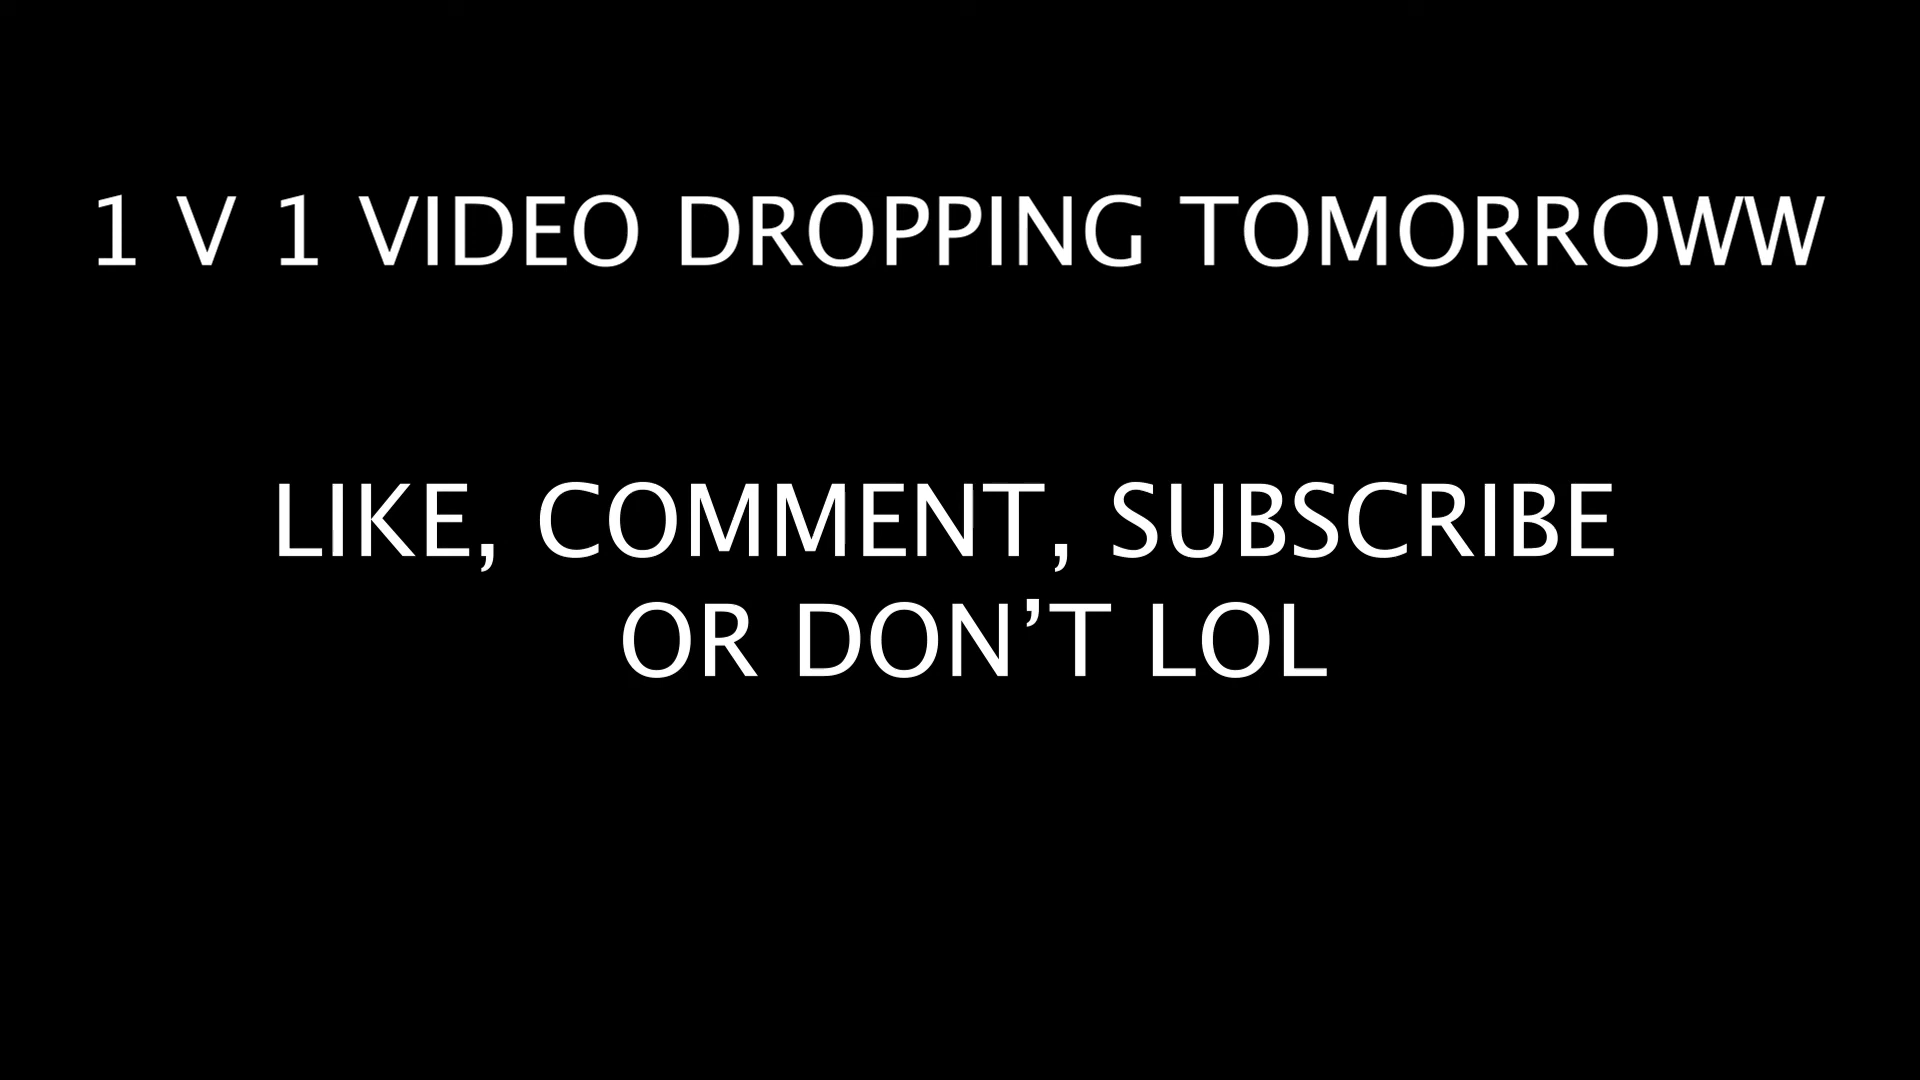 1 V 1 VIDEO DROPPING TOMORROWW
LIKE, COMMENT, SUBSCRIBE
OR DON’T LOL